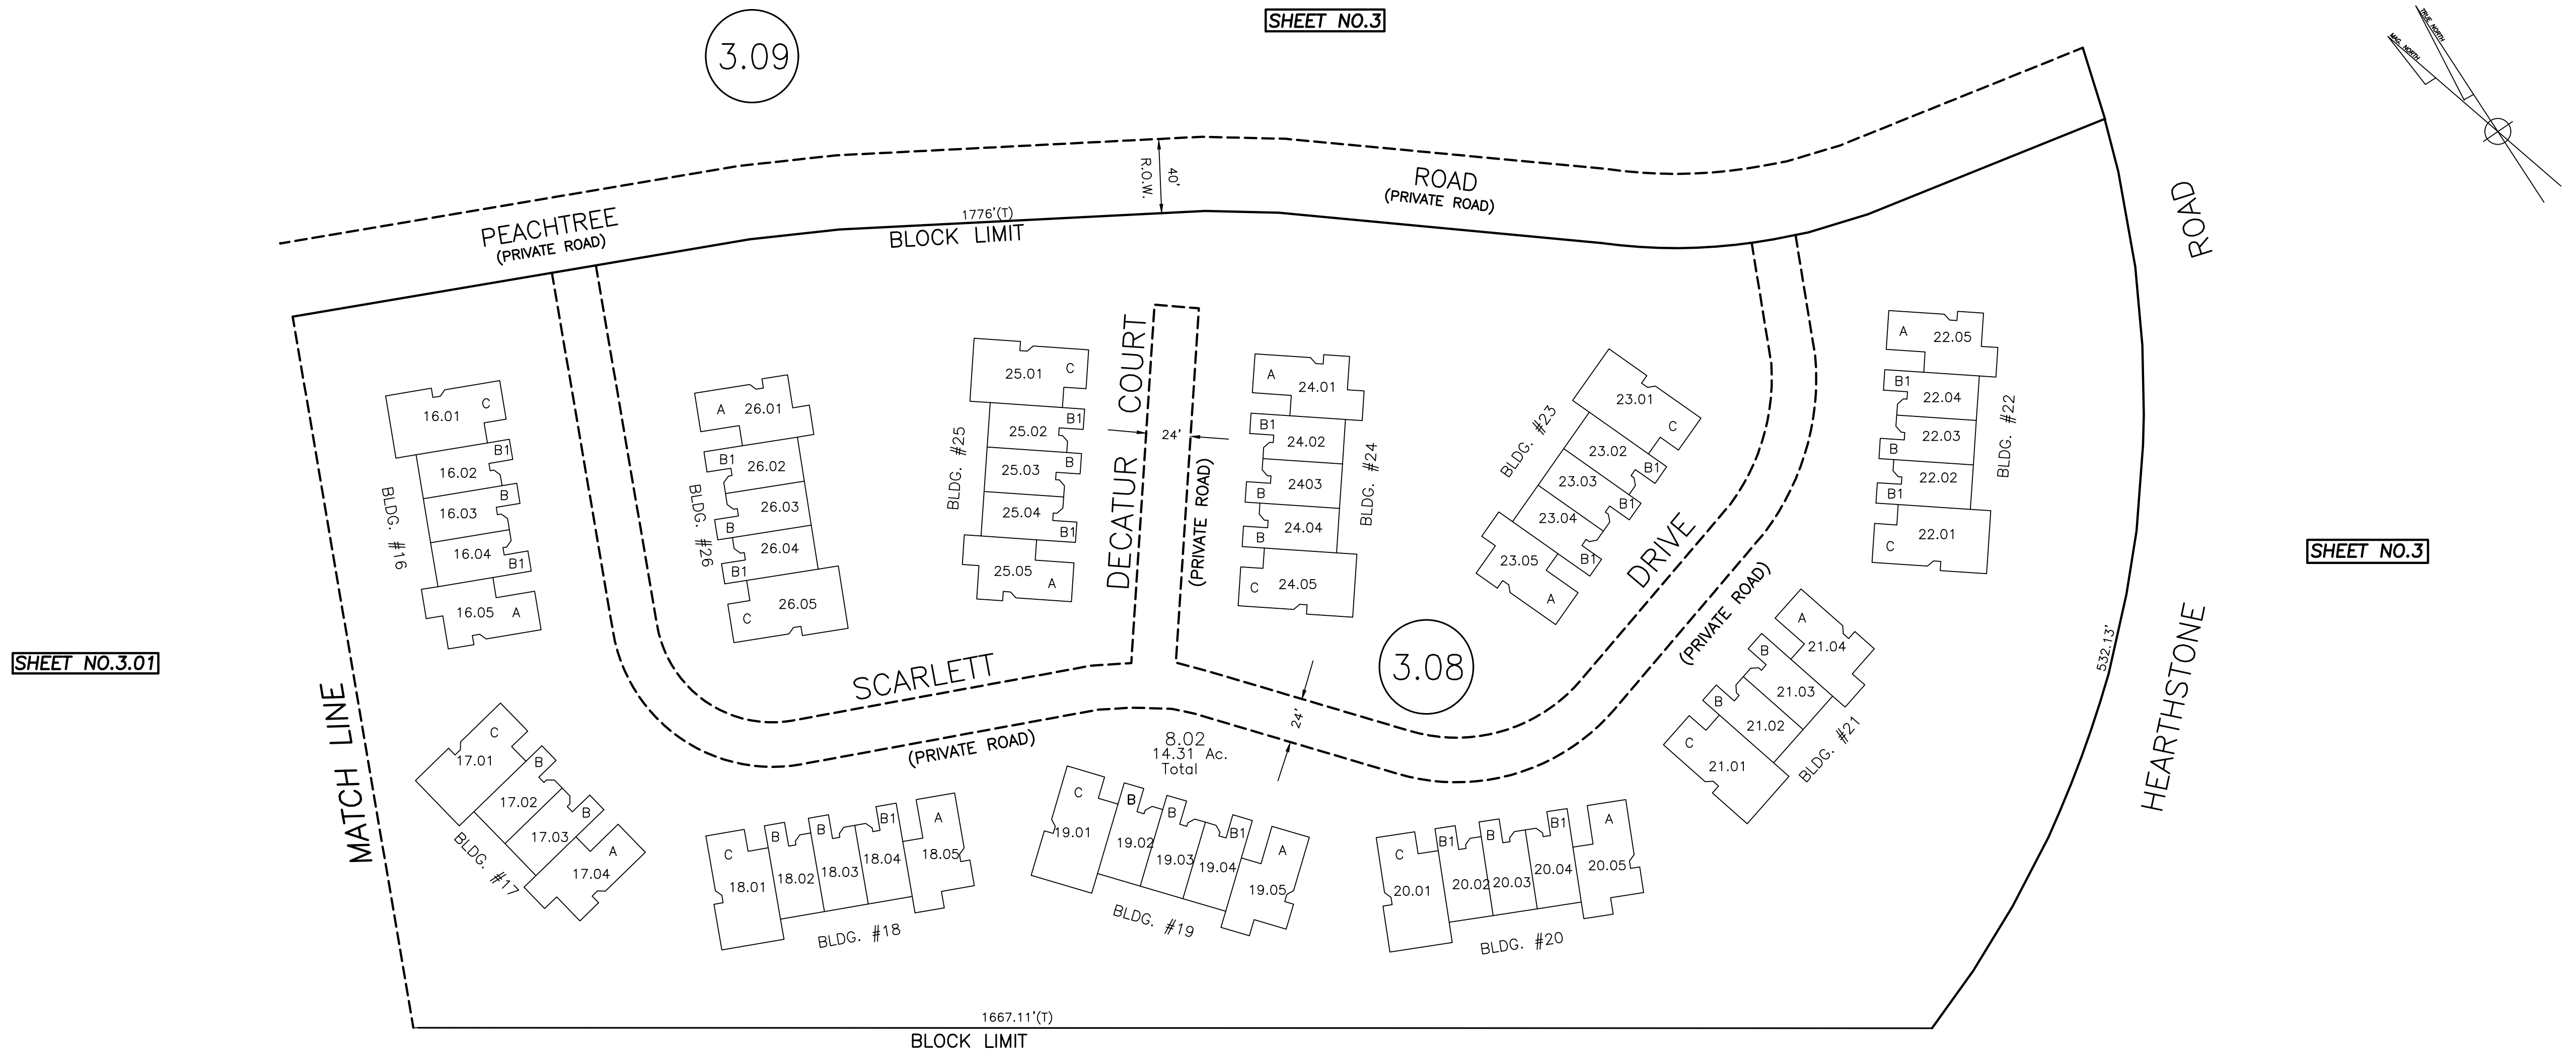 SHEET NO.3
3.09
TRUE NORTH
MAG. NORTH
40'
R.O.W.
ROAD
(PRIVATE ROAD)
PEACHTREE
(PRIVATE ROAD)
1776'(T)
BLOCK LIMIT
ROAD
HEARTHSTONE
532.13'
SHEET NO.3
SHEET NO.3.01
MATCH LINE
16.01 C
B1
16.02
B
16.03
16.04
B1
16.05 A
BLDG. #16
A 26.01
B1
26.02
26.03
B
26.04
B1
C 26.05
BLDG. #26
25.01 C
B1
25.02
B
25.03
25.04
B1
25.05 A
BLDG. #25
DECATUR COURT
24'
(PRIVATE ROAD)
A 24.01
B1
24.02
2403
B
24.04
B
C 24.05
BLDG. #24
23.01
C
23.02
B1
23.03
B1
23.04
B1
23.05
A
BLDG. #23
A 22.05
B1
22.04
22.03
B
22.02
B1
22.01
C
BLDG. #22
DRIVE
(PRIVATE ROAD)
SCARLETT
(PRIVATE ROAD)
3.08
24'
8.02
14.31 Ac.
Total
A
21.04
B
21.03
B
21.02
C
21.01
BLDG. #21
C
17.01
B
17.02
B
17.03
A
17.04
BLDG. #17
C B B B1 A
18.01 18.02 18.03 18.04 18.05
BLDG. #18
C B B B1 A
19.01 19.02 19.03 19.04 19.05
BLDG. #19
C B1 B B1 A
20.01 20.02 20.03 20.04 20.05
BLDG. #20
1667.11'(T)
BLOCK LIMIT